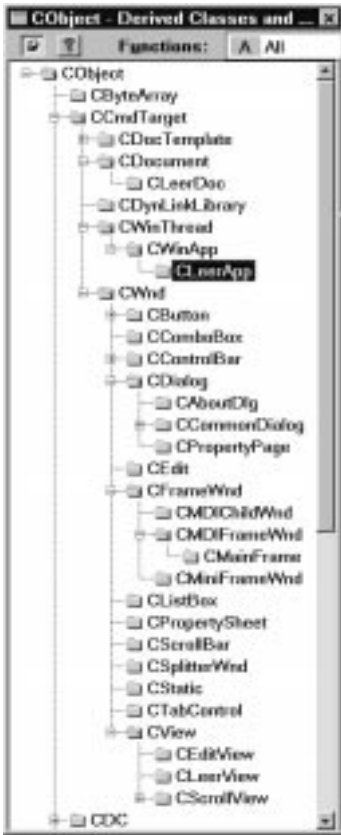 CObject - Derived Classes and ...
Functions: A All
CObject
CByteArray
CCmdTarget
CDocTemplate
CDocument
CLeerDoc
CDynLinkLibrary
CWinThread
CWinApp
CLeerApp
CWnd
CButton
CComboBox
CControlBar
CDialog
CAboutDlg
CCommonDialog
CPropertyPage
CEdit
CFrameWnd
CMDIChildWnd
CMDIFrameWnd
CMainFrame
CMiniFrameWnd
CListBox
CPropertySheet
CScrollBar
CSplitterWnd
CStatic
CTabControl
CView
CEditView
CLeerView
CScrollView
CDC